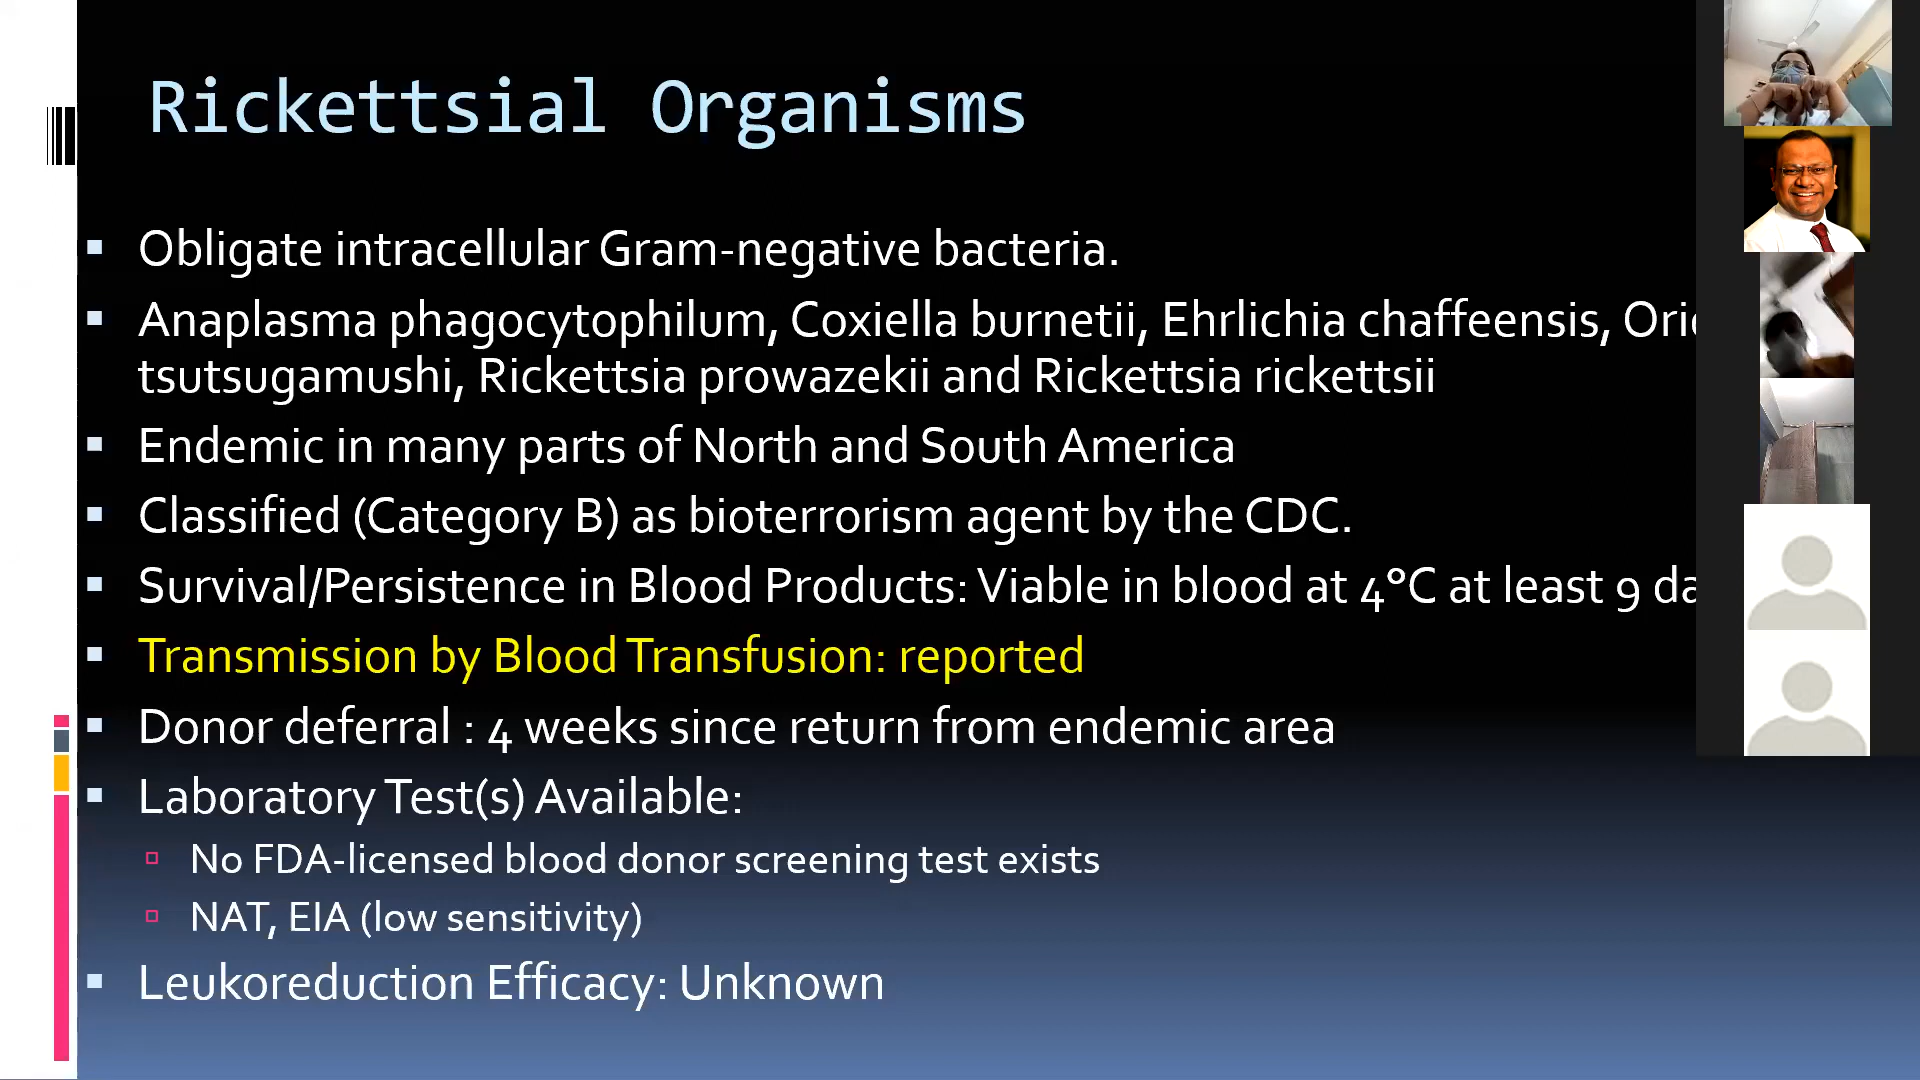 Rickettsial Organisms
Obligate intracellular Gram-negative bacteria.
Anaplasma phagocytophilum, Coxiella burnetii, Ehrlichia chaffeensis,
tsutsugamushi, Rickettsia prowazekii and Rickettsia rickettsii
Endemic in many parts of North and South America
Classified (Category B) as bioterrorism agent by the CDC.
Survival/Persistence in Blood Products: Viable in blood at 4°C at least 9
Transmission by Blood Transfusion: reported
Donor deferral : 4 weeks since return from endemic area
Laboratory Test(s) Available:
No FDA-licensed blood donor screening test exists
NAT, EIA (low sensitivity)
Leukoreduction Efficacy: Unknown